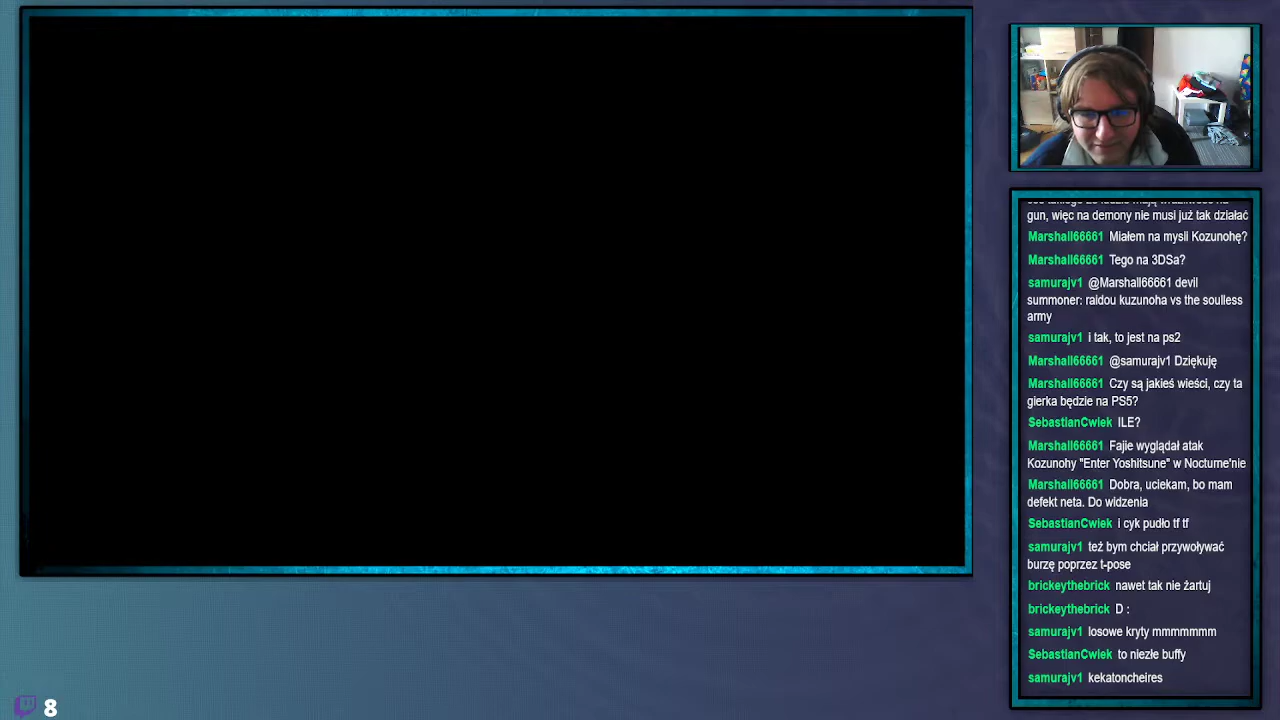 gun, więc na demony nie musi już tak działać
Marshall66661 Miałem na mysli Kozunohę?
Marshall66661 Tego na 3DSa?
samurajv1 @Marshall66661 devil
summoner: raidou kuzunoha vs the soulless
army
samurajv1 i tak, to jest na ps2
Marshall66661 @samurajv1 Dziękuję
Marshall66661 Czy są jakieś wieści, czy ta
gierka będzie na PS5?
SebastianCwiek ILE?
Marshall66661 Fajie wyglądał atak
Kozunohy "Enter Yoshitsune" w Nocturne'nie
Marshall66661 Dobra, uciekam, bo mam
defekt neta. Do widzenia
SebastianCwiek i cyk pudło tf tf
samurajv1 też bym chciał przywoływać
burzę poprzez t-pose
brickeythebrick nawet tak nie żartuj
brickeythebrick D :
samurajv1 losowe kryty mmmmmmm
SebastianCwiek to niezłe buffy
samurajv1 kekatoncheires
8